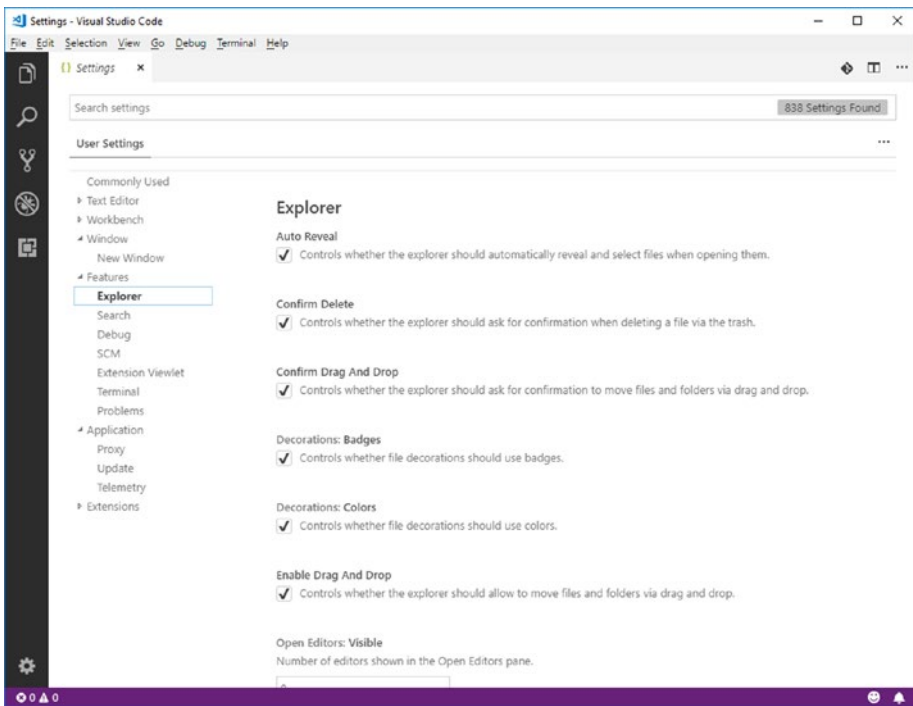 Settings - Visual Studio Code
File Edit Selection View Go Debug Terminal Help
{} Settings
Search settings
838 Settings Found
User Settings
Commonly Used
Text Editor
Workbench
Window
New Window
Features
Explorer
Search
Debug
SCM
Extension Viewlet
Terminal
Problems
Application
Proxy
Update
Telemetry
Extensions
Explorer
Auto Reveal
Controls whether the explorer should automatically reveal and select files when opening them.
Confirm Delete
Controls whether the explorer should ask for confirmation when deleting a file via the trash.
Confirm Drag And Drop
Controls whether the explorer should ask for confirmation to move files and folders via drag and drop.
Decorations: Badges
Controls whether file decorations should use badges.
Decorations: Colors
Controls whether file decorations should use colors.
Enable Drag And Drop
Controls whether the explorer should allow to move files and folders via drag and drop.
Open Editors: Visible
Number of editors shown in the Open Editors pane.
0 0